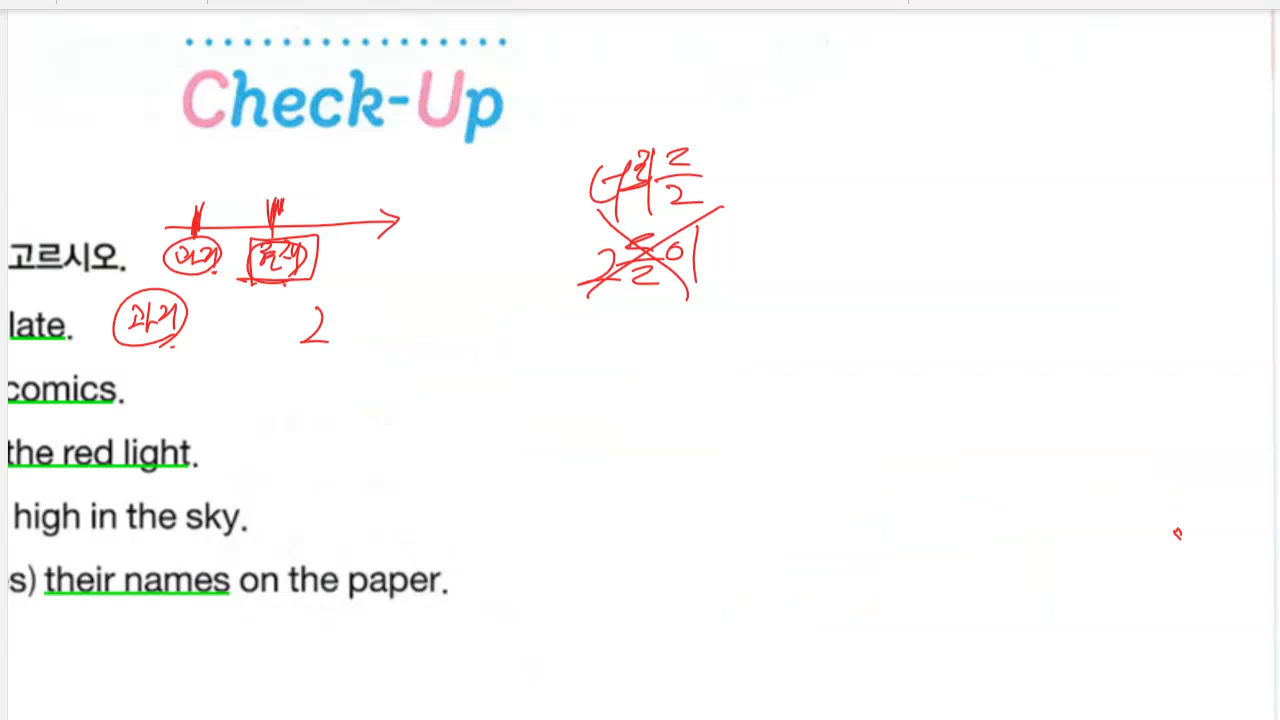 Check-Up
고르시오.
과거 현재
late. 과거 2
comics.
the red light.
high in the sky.
s) their names on the paper.